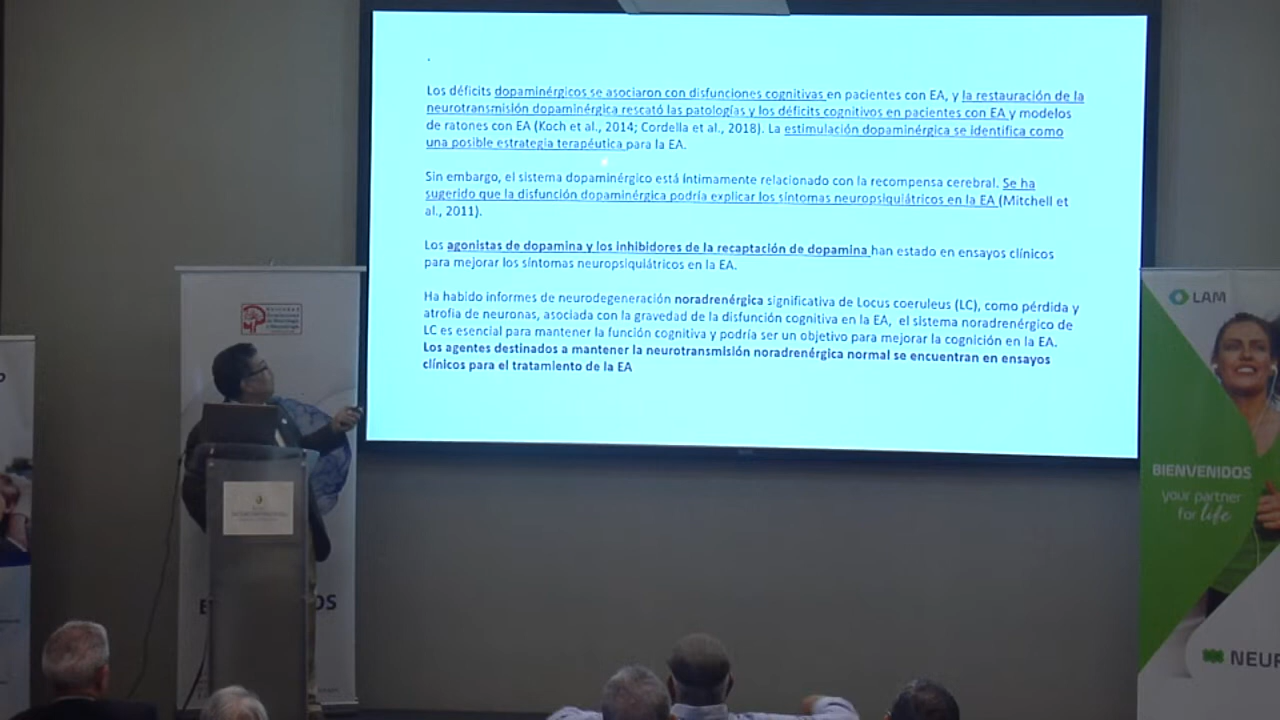 Los déficits dopaminérgicos se asociaron con disfunciones cognitivas en pacientes con EA, y la restauración de la
neurotransmisión dopaminérgica rescató las patologías y los déficits cognitivos en pacientes con EA y modelos
de ratones con EA (Koch et al., 2014; Cordella et al., 2018). La estimulación dopaminérgica se identifica como
una posible estrategia terapéutica para la EA.
Sin embargo, el sistema dopaminérgico está íntimamente relacionado con la recompensa cerebral. Se ha
sugerido que la disfunción dopaminérgica podría explicar los síntomas neuropsiquiátricos en la EA (Mitchell et
al., 2011).
Los agonistas de dopamina y los inhibidores de la recaptación de dopamina han estado en ensayos clínicos
para mejorar los síntomas neuropsiquiátricos en la EA.
Ha habido informes de neurodegeneración noradrenérgica significativa de Locus coeruleus (LC), como pérdida y
atrofia de neuronas, asociada con la gravedad de la disfunción cognitiva en la EA, el sistema noradrenérgico de
LC es esencial para mantener la función cognitiva y podría ser un objetivo para mejorar la cognición en la EA.
Los agentes destinados a mantener la neurotransmisión noradrenérgica normal se encuentran en ensayos
clínicos para el tratamiento de la EA
LAM
BIENVENIDOS
your partner
for life
NEUR